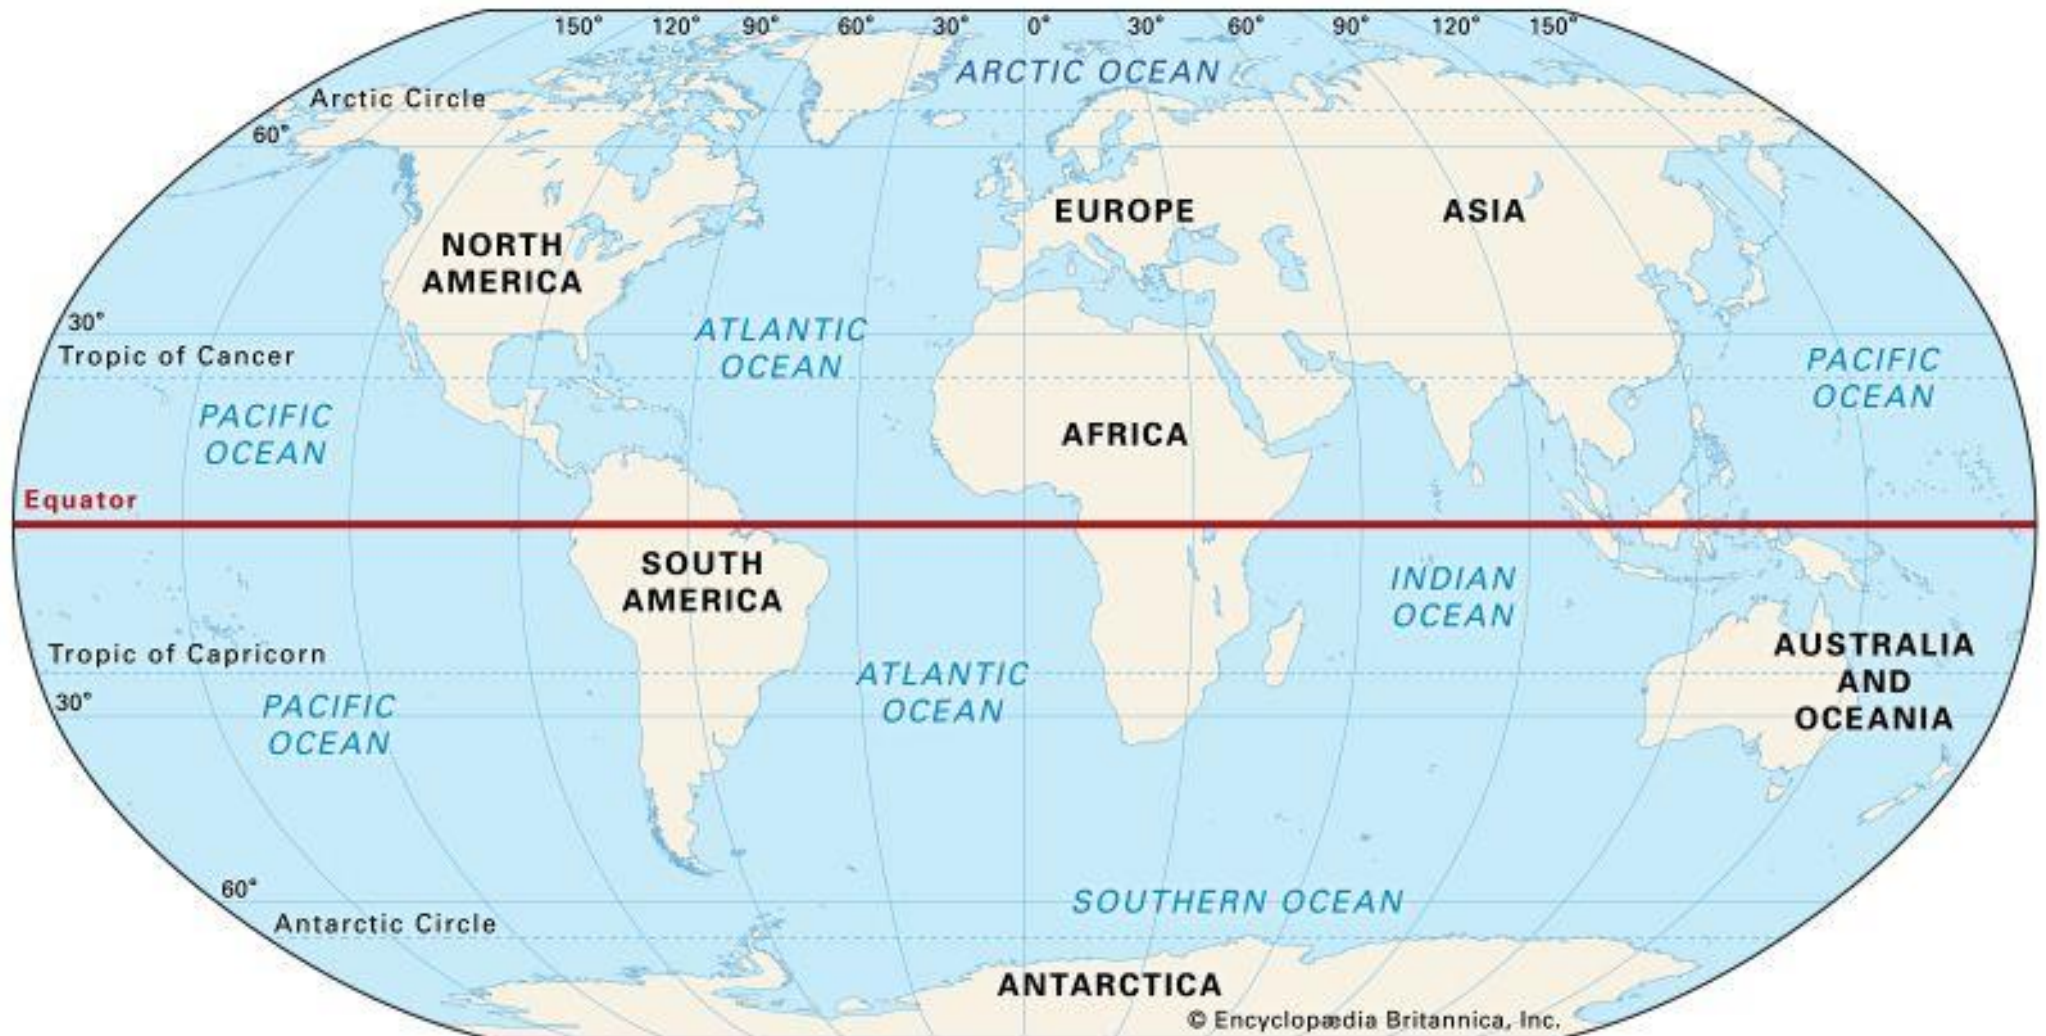 150° 120° 90° 60° 30° 0° 30° 60° 90° 120° 150°
ARCTIC OCEAN
Arctic Circle
60°
EUROPE
ASIA
NORTH
AMERICA
30°
ATLANTIC
OCEAN
Tropic of Cancer
PACIFIC
OCEAN
PACIFIC
OCEAN
AFRICA
Equator
SOUTH
AMERICA
INDIAN
OCEAN
Tropic of Capricorn
AUSTRALIA
AND
OCEANIA
ATLANTIC
OCEAN
30°
PACIFIC
OCEAN
60°
SOUTHERN OCEAN
Antarctic Circle
ANTARCTICA
© Encyclopædia Britannica, Inc.